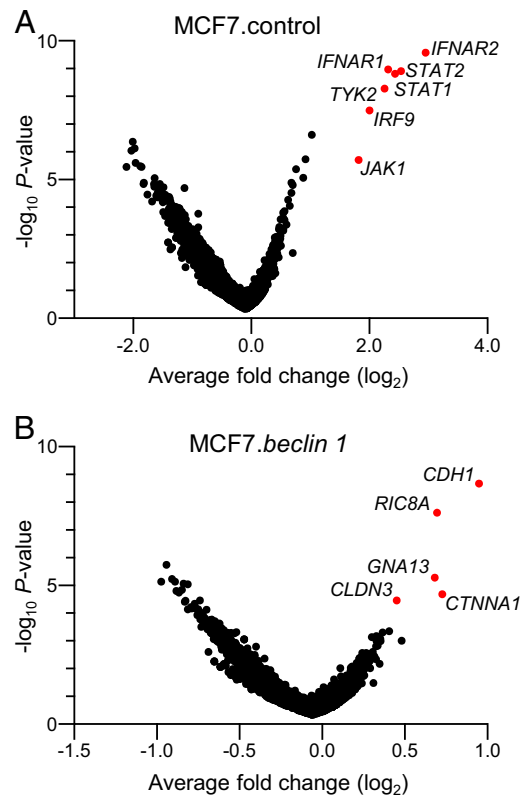 A
MCF7.control
10
5
0
-log10 P-value
IFNAR2
IFNAR1
STAT2
TYK2
STAT1
IRF9
JAK1
-2.0
0.0
2.0
4.0
Average fold change (log2)
B
MCF7.beclin 1
10
5
0
-log10 P-value
CDH1
RIC8A
GNA13
CLDN3
CTNNA1
-1.5
-1.0
-0.5
0.0
0.5
1.0
Average fold change (log2)